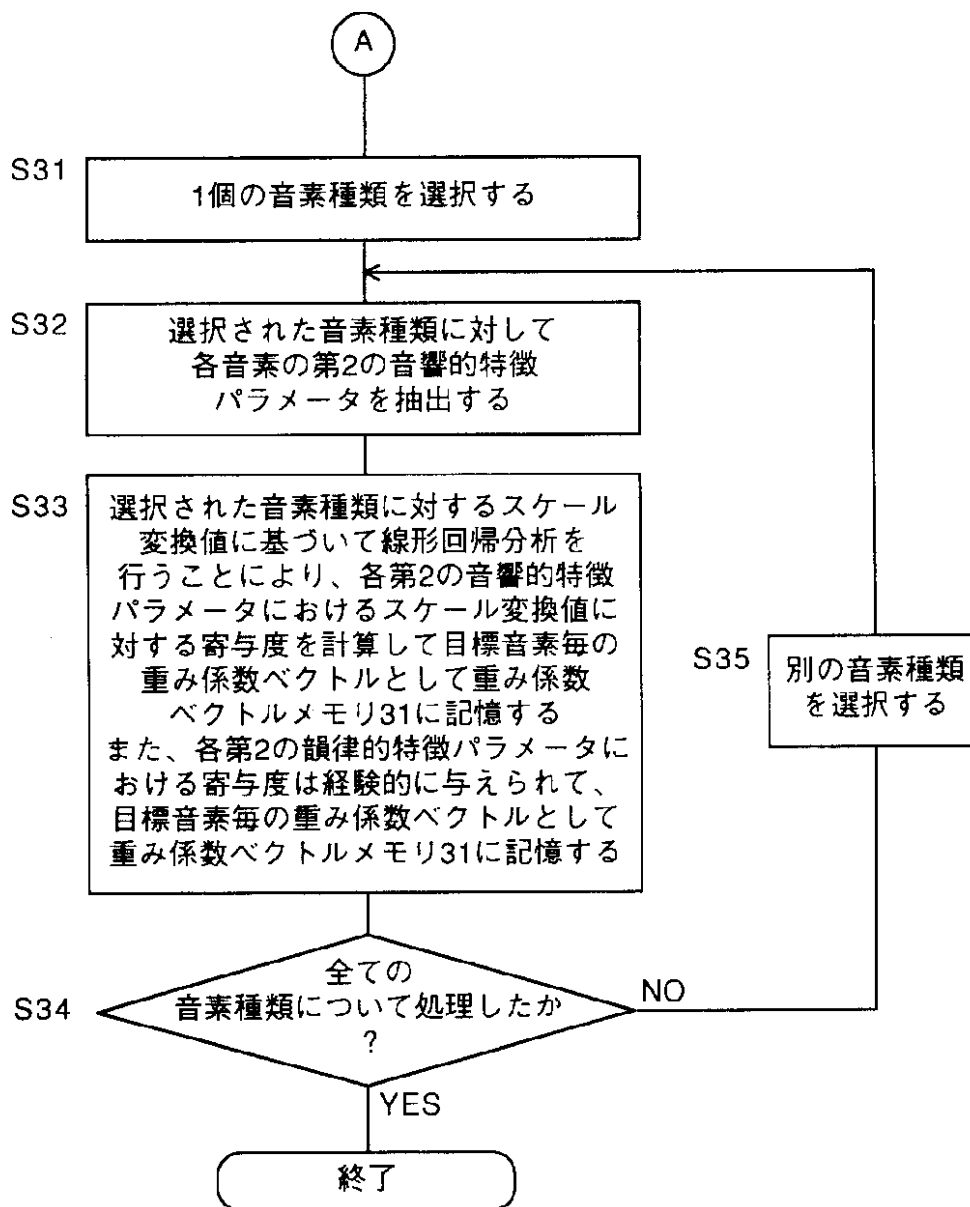 A
S31
1個の音素種類を選択する
S32
選択された音素種類に対して
各音素の第2の音響的特徴
パラメータを抽出する
S33
選択された音素種類に対するスケール
変換値に基づいて線形回帰分析を
行うことにより、各第2の音響的特徴
パラメータにおけるスケール変換値に
対する寄与度を計算して目標音素毎の
重み係数ベクトルとして重み係数
ベクトルメモリ31に記憶する
また、各第2の韻律的特徴パラメータに
おける寄与度は経験的に与えられて、
目標音素毎の重み係数ベクトルとして
重み係数ベクトルメモリ31に記憶する
S35
別の音素種類
を選択する
S34
全ての
音素種類について処理したか
?
NO
YES
終了